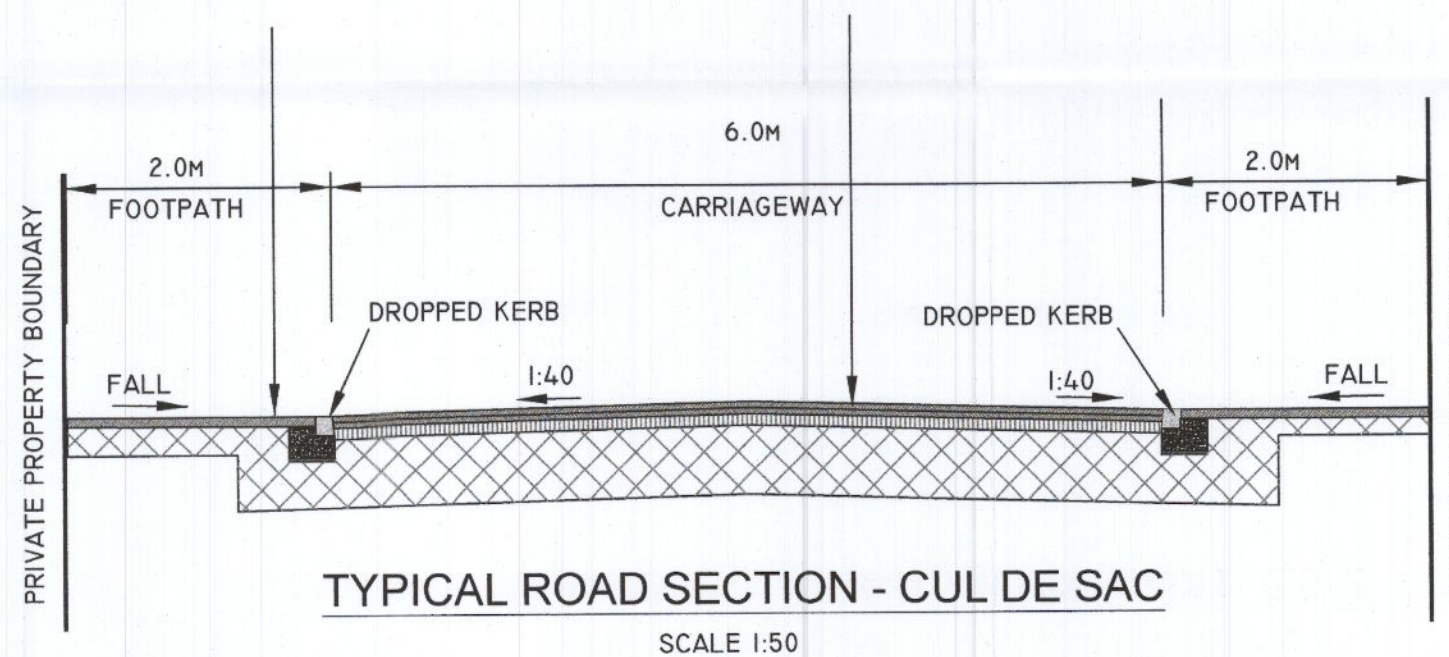 6.0M
2.0M
2.0M
FOOTPATH
CARRIAGEWAY
FOOTPATH
PRIVATE PROPERTY BOUNDARY
DROPPED KERB
DROPPED KERB
FALL
1:40
1:40
FALL
TYPICAL ROAD SECTION - CUL DE SAC
SCALE 1:50